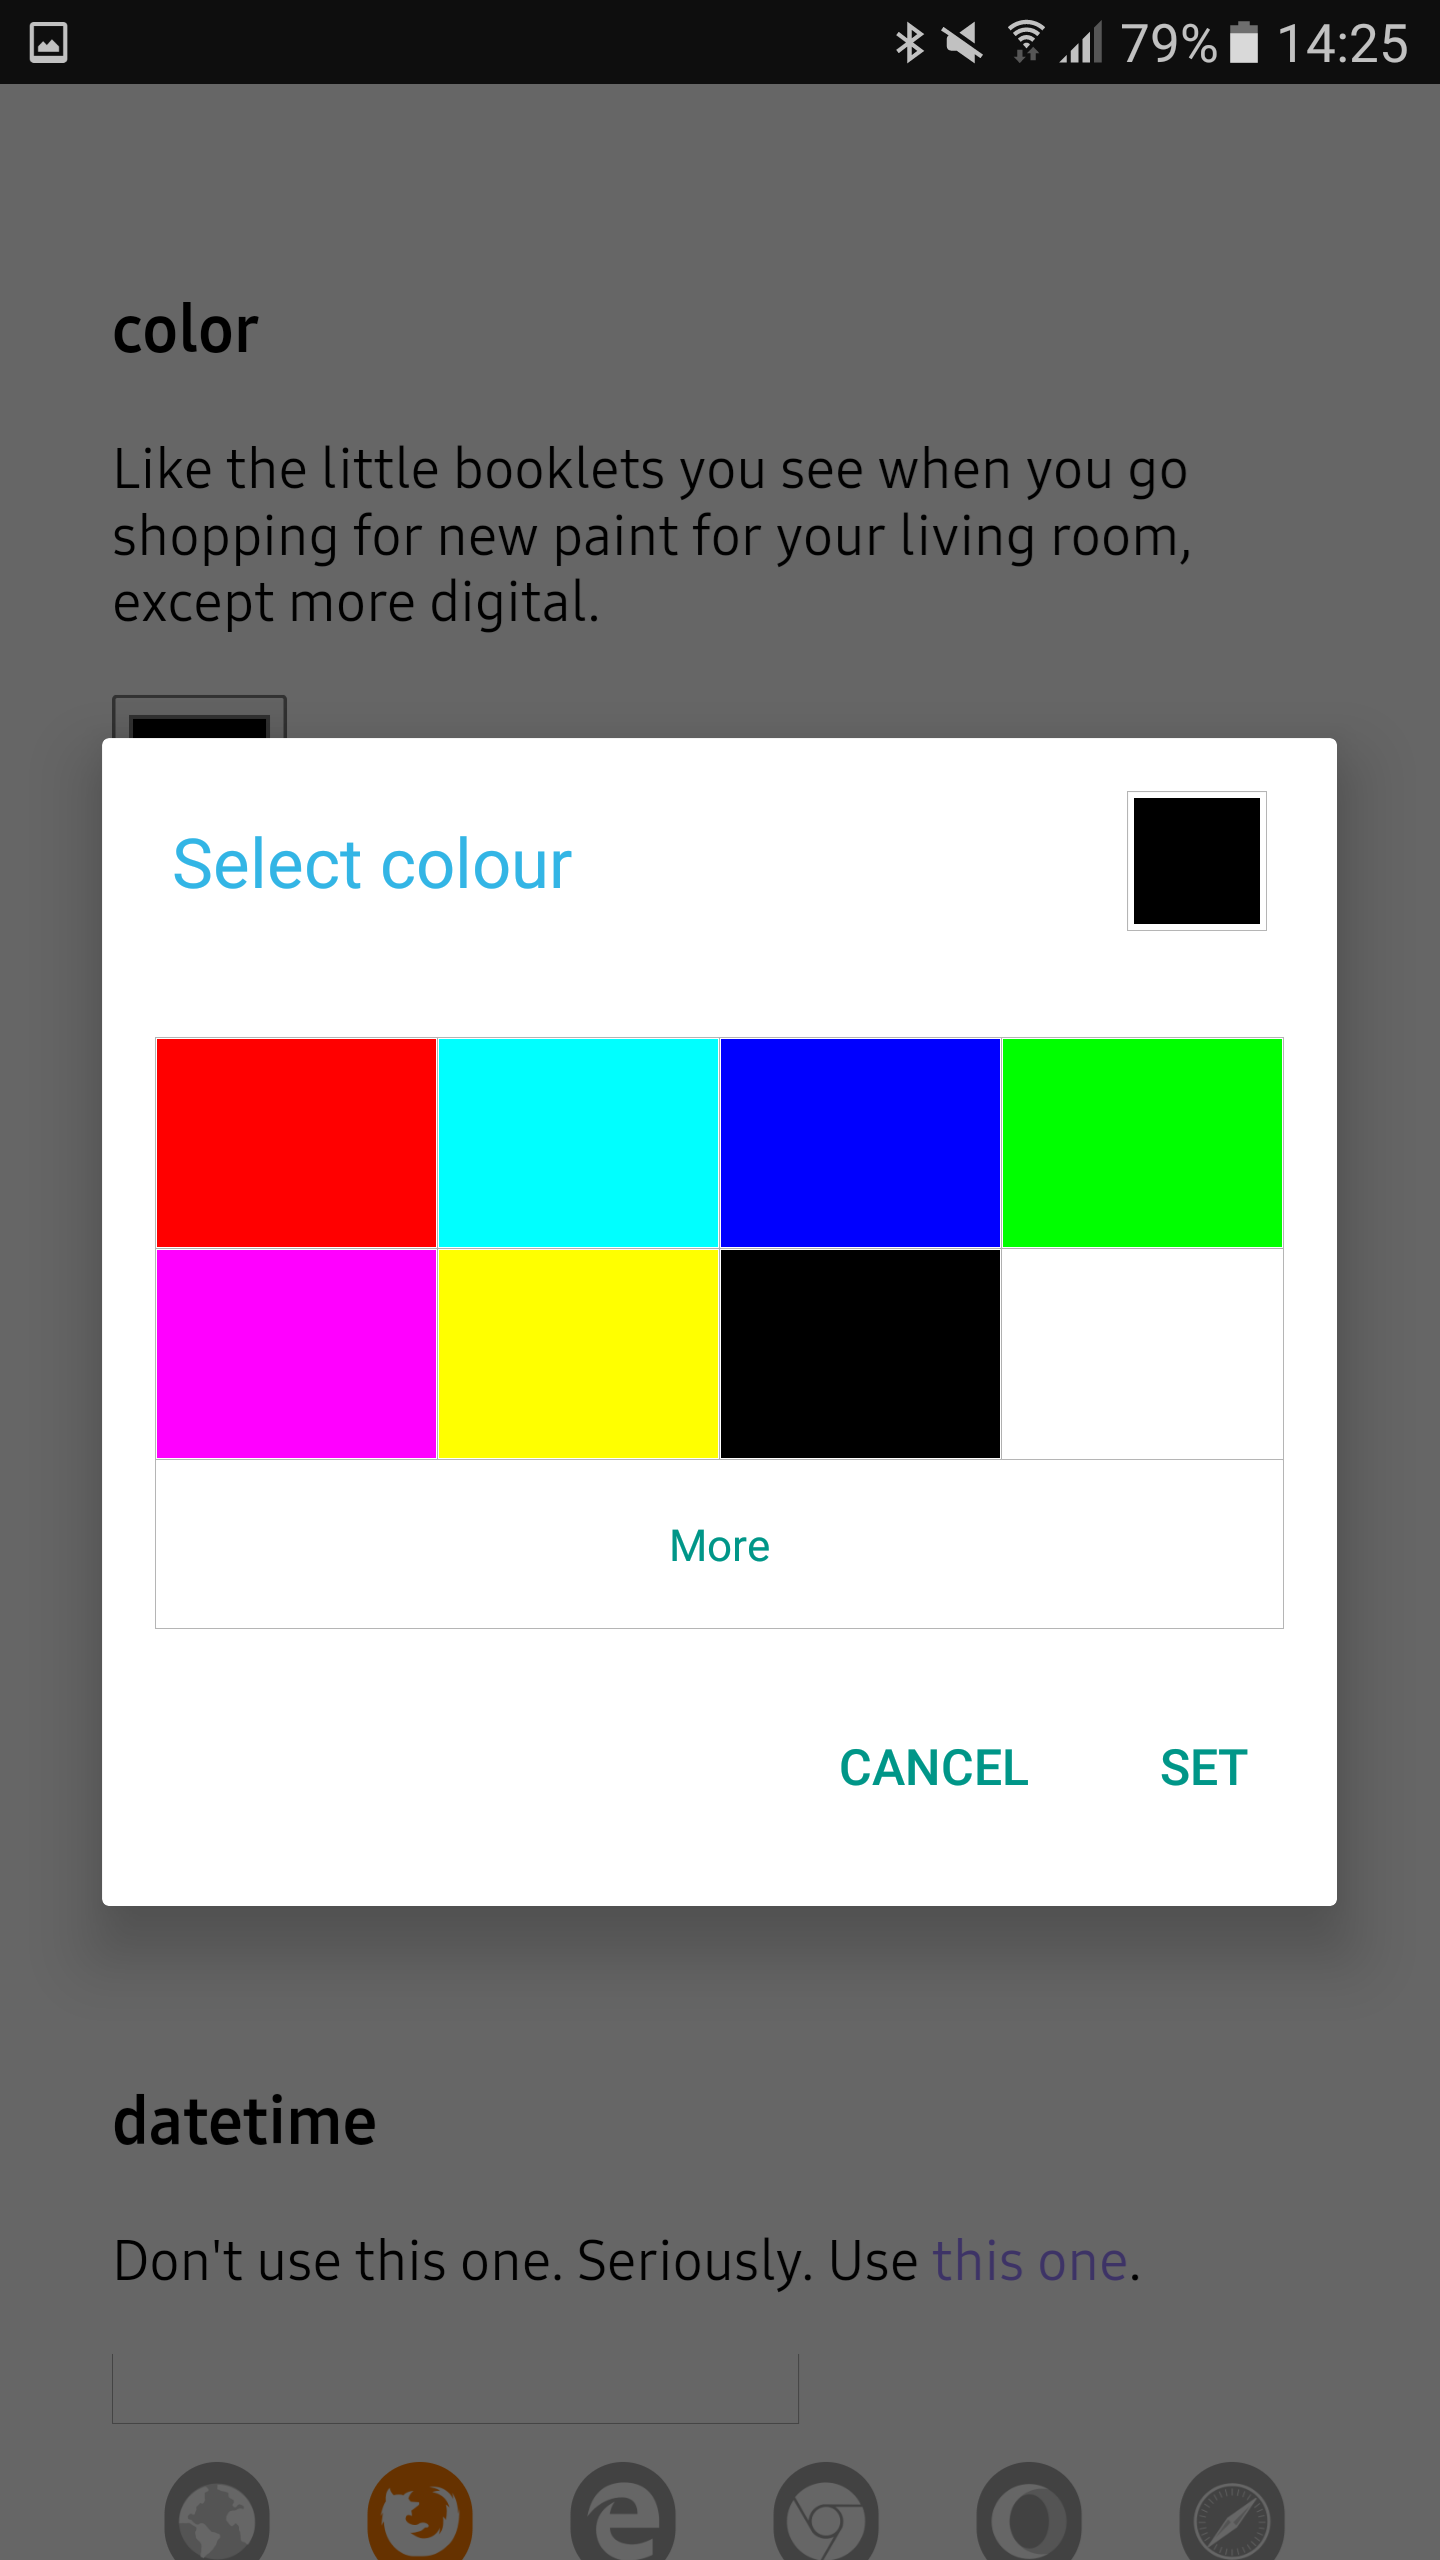 79% 14:25
color
Like the little booklets you see when you go
shopping for new paint for your living room,
except more digital.
Select colour
More
CANCEL SET
datetime
Don't use this one. Seriously. Use this one.